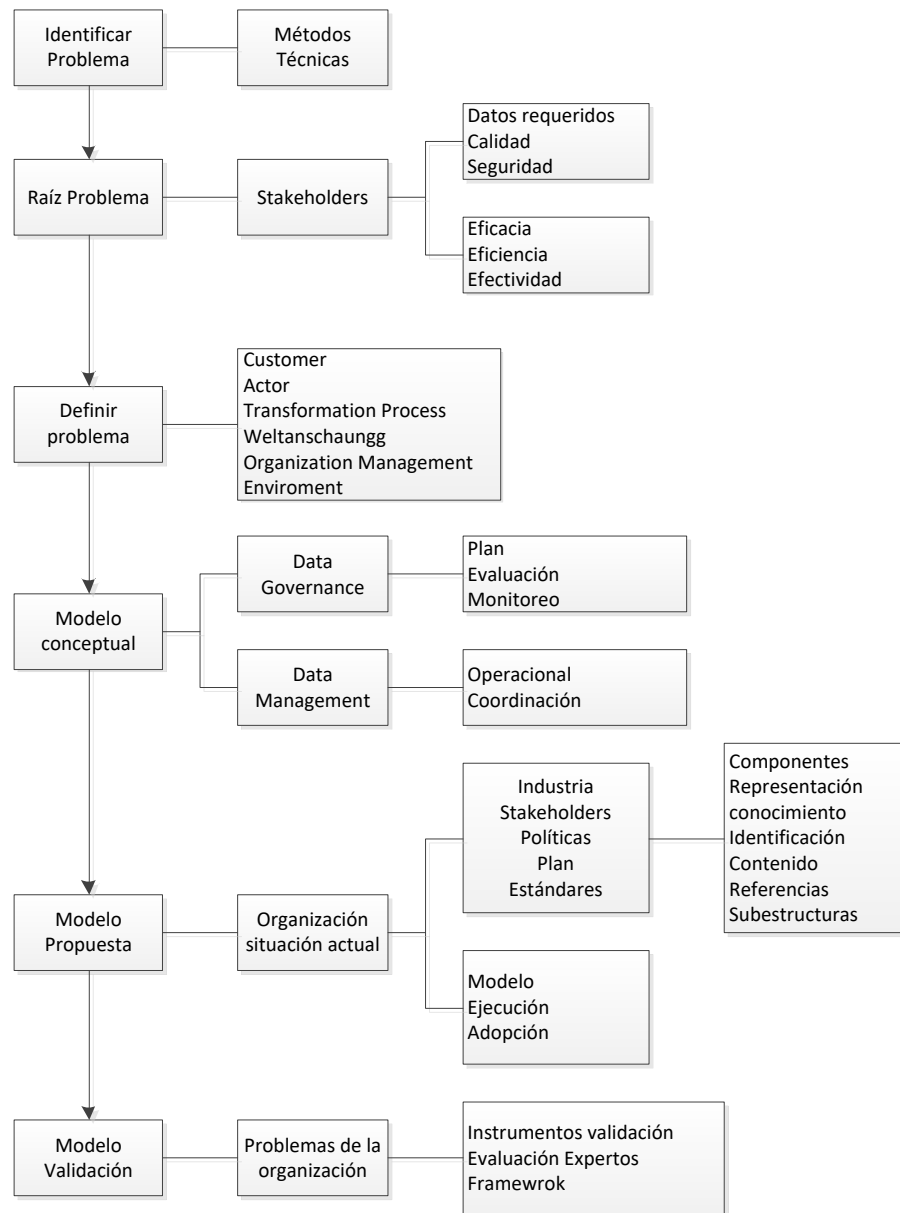 Identificar
Problema
Métodos
Técnicas
Datos requeridos
Calidad
Seguridad
Raíz Problema
Stakeholders
Eficacia
Eficiencia
Efectividad
Definir
problema
Customer
Actor
Transformation Process
Weltanschaungg
Organization Management
Enviroment
Modelo
conceptual
Data
Governance
Plan
Evaluación
Monitoreo
Data
Management
Operacional
Coordinación
Modelo
Propuesta
Organización
situación actual
Industria
Stakeholders
Políticas
Plan
Estándares
Componentes
Representación
conocimiento
Identificación
Contenido
Referencias
Subestructuras
Modelo
Ejecución
Adopción
Modelo
Validación
Problemas de la
organización
Instrumentos validación
Evaluación Expertos
Framewrok